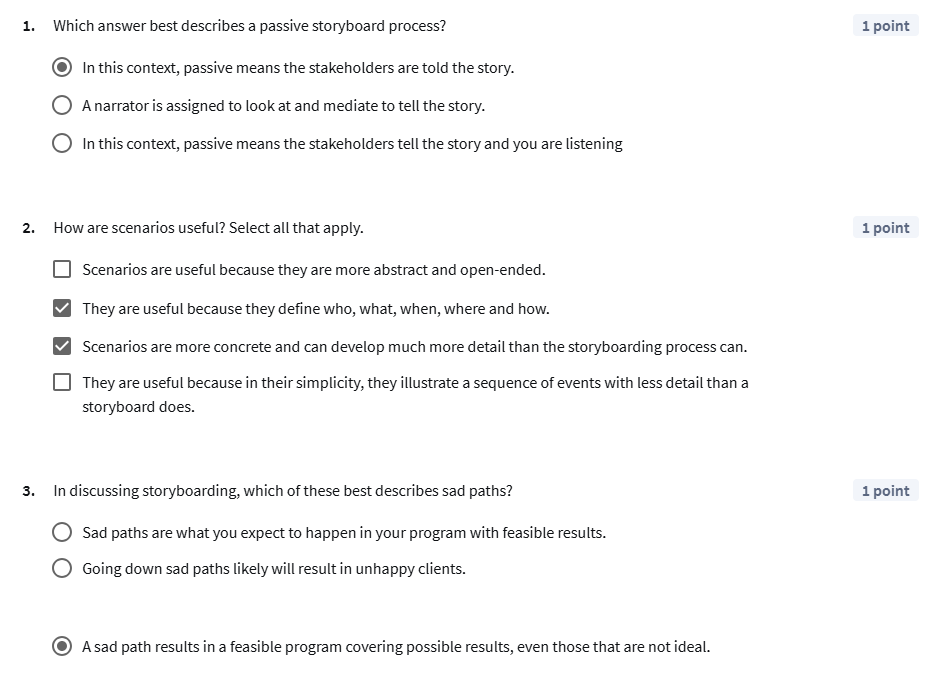 1. Which answer best describes a passive storyboard process? 1 point
In this context, passive means the stakeholders are told the story.
A narrator is assigned to look at and mediate to tell the story.
In this context, passive means the stakeholders tell the story and you are listening
2. How are scenarios useful? Select all that apply. 1 point
Scenarios are useful because they are more abstract and open-ended.
They are useful because they define who, what, when, where and how.
Scenarios are more concrete and can develop much more detail than the storyboarding process can.
They are useful because in their simplicity, they illustrate a sequence of events with less detail than a
storyboard does.
3. In discussing storyboarding, which of these best describes sad paths? 1 point
Sad paths are what you expect to happen in your program with feasible results.
Going down sad paths likely will result in unhappy clients.
A sad path results in a feasible program covering possible results, even those that are not ideal.